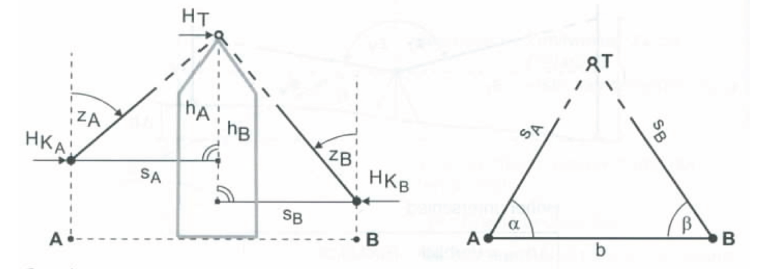 H_T
z_A
h_A
h_B
z_B
H_K_A
s_A
H_K_B
s_B
A
B
T
s_A
s_B
A
α
β
B
b